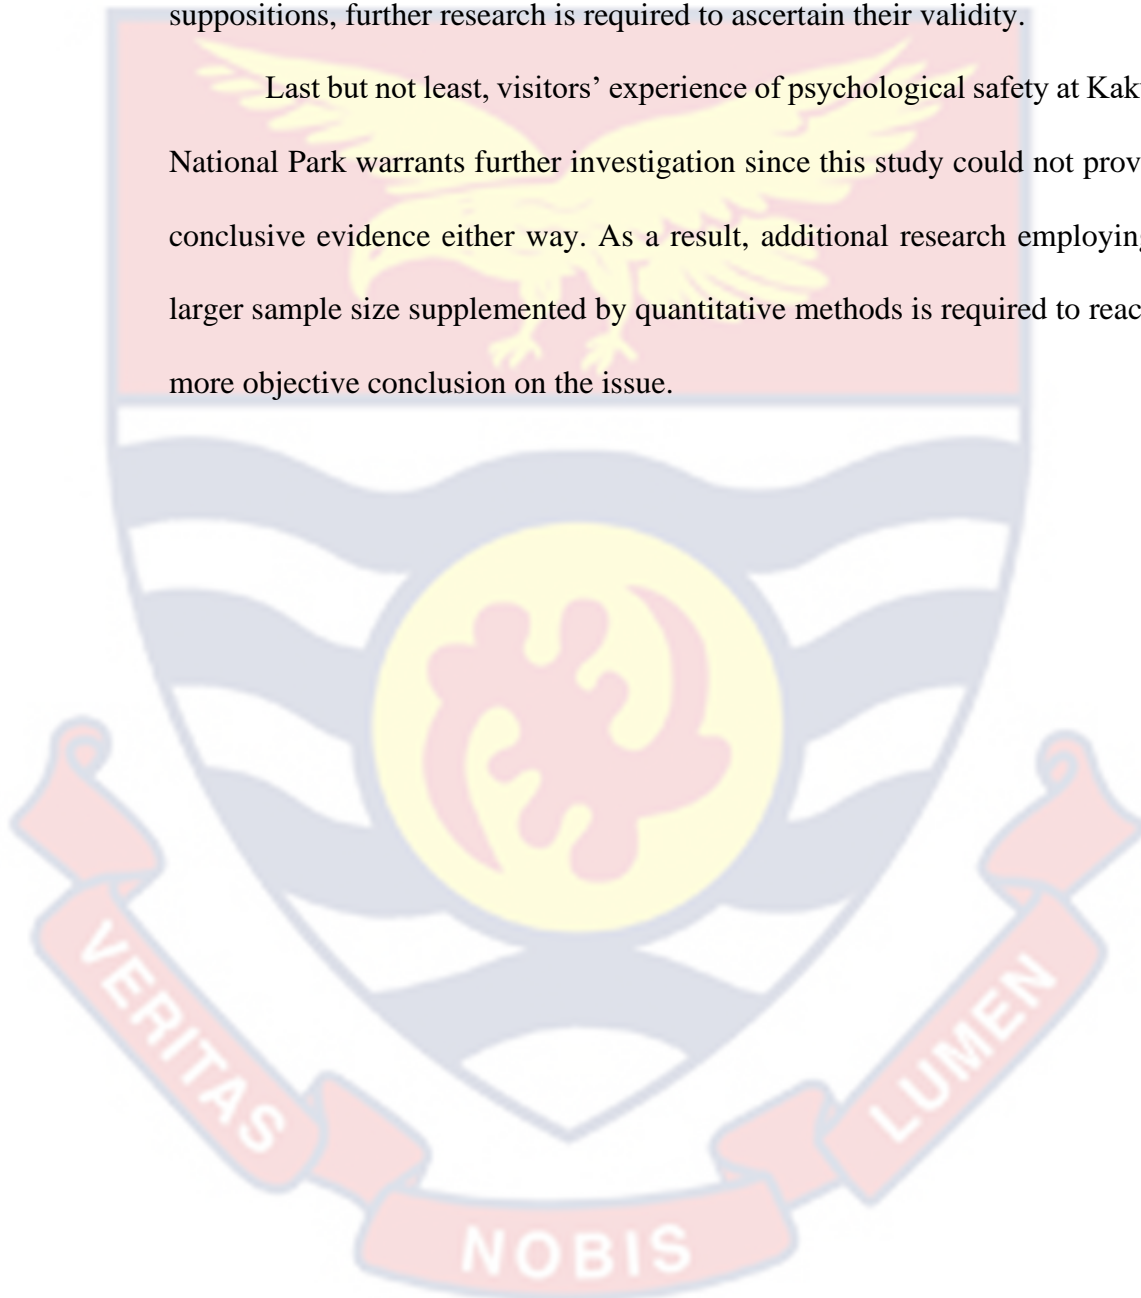 suppositions, further research is required to ascertain their validity.
Last but not least, visitors’ experience of psychological safety at Kak
National Park warrants further investigation since this study could not prov
conclusive evidence either way. As a result, additional research employing
larger sample size supplemented by quantitative methods is required to reac
more objective conclusion on the issue.
VERITAS
NOBIS
LUMEN